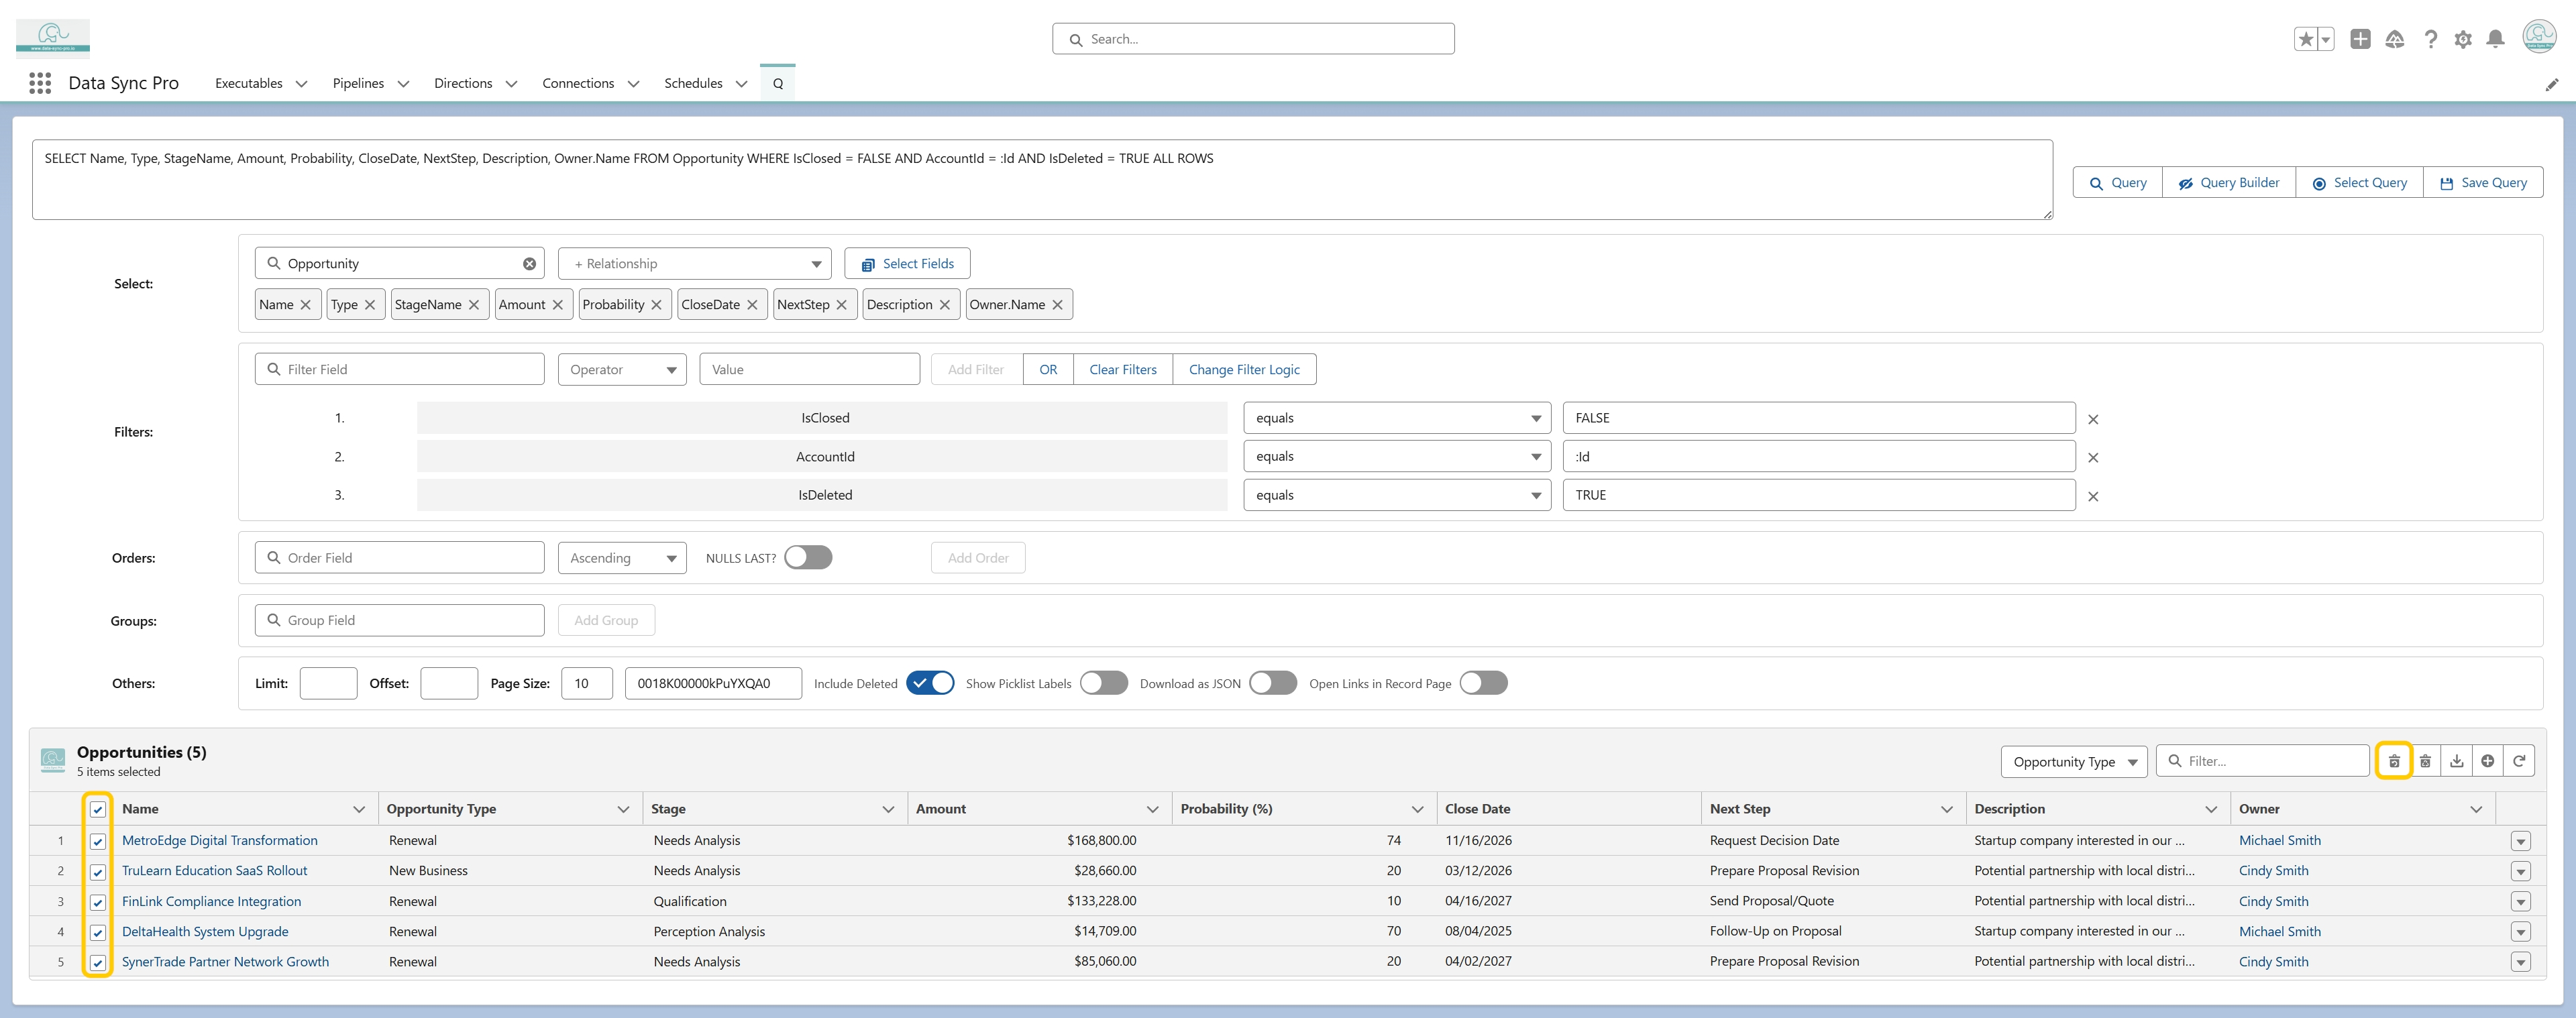 www.data-sync-pro.in
Search...
Data Sync Pro
Executables
Pipelines
Directions
Connections
Schedules
Q
SELECT Name, Type, StageName, Amount, Probability, CloseDate, NextStep, Description, Owner.Name FROM Opportunity WHERE IsClosed = FALSE AND AccountId = :Id AND IsDeleted = TRUE ALL ROWS
Query
Query Builder
Select Query
Save Query
Select:
Opportunity
+ Relationship
Select Fields
Name
Type
StageName
Amount
Probability
CloseDate
NextStep
Description
Owner.Name
Filters:
Filter Field
Operator
Value
Add Filter
OR
Clear Filters
Change Filter Logic
1. IsClosed equals FALSE
2. AccountId equals :Id
3. IsDeleted equals TRUE
Orders:
Order Field
Ascending
NULLS LAST?
Add Order
Groups:
Group Field
Add Group
Others:
Limit:
Offset:
Page Size: 10
0018K00000kPuYXQA0
Include Deleted
Show Picklist Labels
Download as JSON
Open Links in Record Page
Opportunities (5)
5 items selected
Opportunity Type
Filter...
Name Opportunity Type Stage Amount Probability (%) Close Date Next Step Description Owner
1 MetroEdge Digital Transformation Renewal Needs Analysis $168,800.00 74 11/16/2026 Request Decision Date Startup company interested in our ... Michael Smith
2 TruLearn Education SaaS Rollout New Business Needs Analysis $28,660.00 20 03/12/2026 Prepare Proposal Revision Potential partnership with local distri... Cindy Smith
3 FinLink Compliance Integration Renewal Qualification $133,228.00 10 04/16/2027 Send Proposal/Quote Potential partnership with local distri... Cindy Smith
4 DeltaHealth System Upgrade Renewal Perception Analysis $14,709.00 70 08/04/2025 Follow-Up on Proposal Startup company interested in our ... Michael Smith
5 SynerTrade Partner Network Growth Renewal Needs Analysis $85,060.00 20 04/02/2027 Prepare Proposal Revision Potential partnership with local distri... Cindy Smith